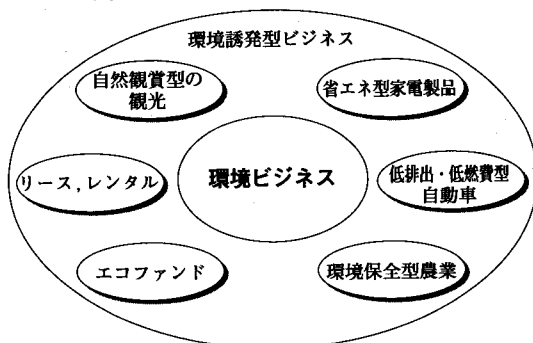 環境誘発型ビジネス
自然観賞型の
観光
省エネ型家電製品
リース,レンタル
環境ビジネス
低排出・低燃費型
自動車
エコファンド
環境保全型農業